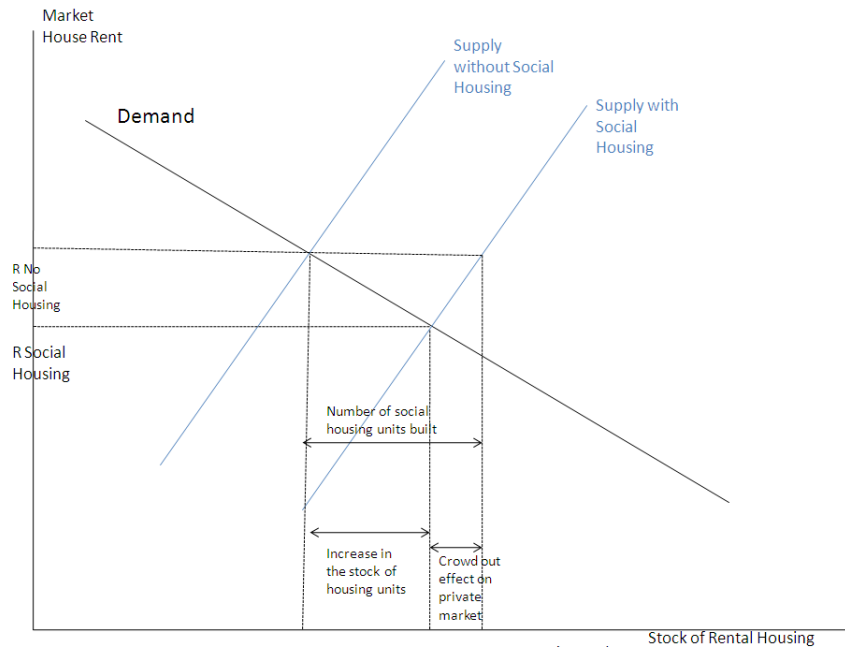 Market
House Rent
Supply
without Social
Housing
Supply with
Social
Housing
Demand
R No
Social
Housing
R Social
Housing
Number of social
housing units built
Increase in
the stock of
housing units
Crowd out
effect on
private
market
Stock of Rental Housing